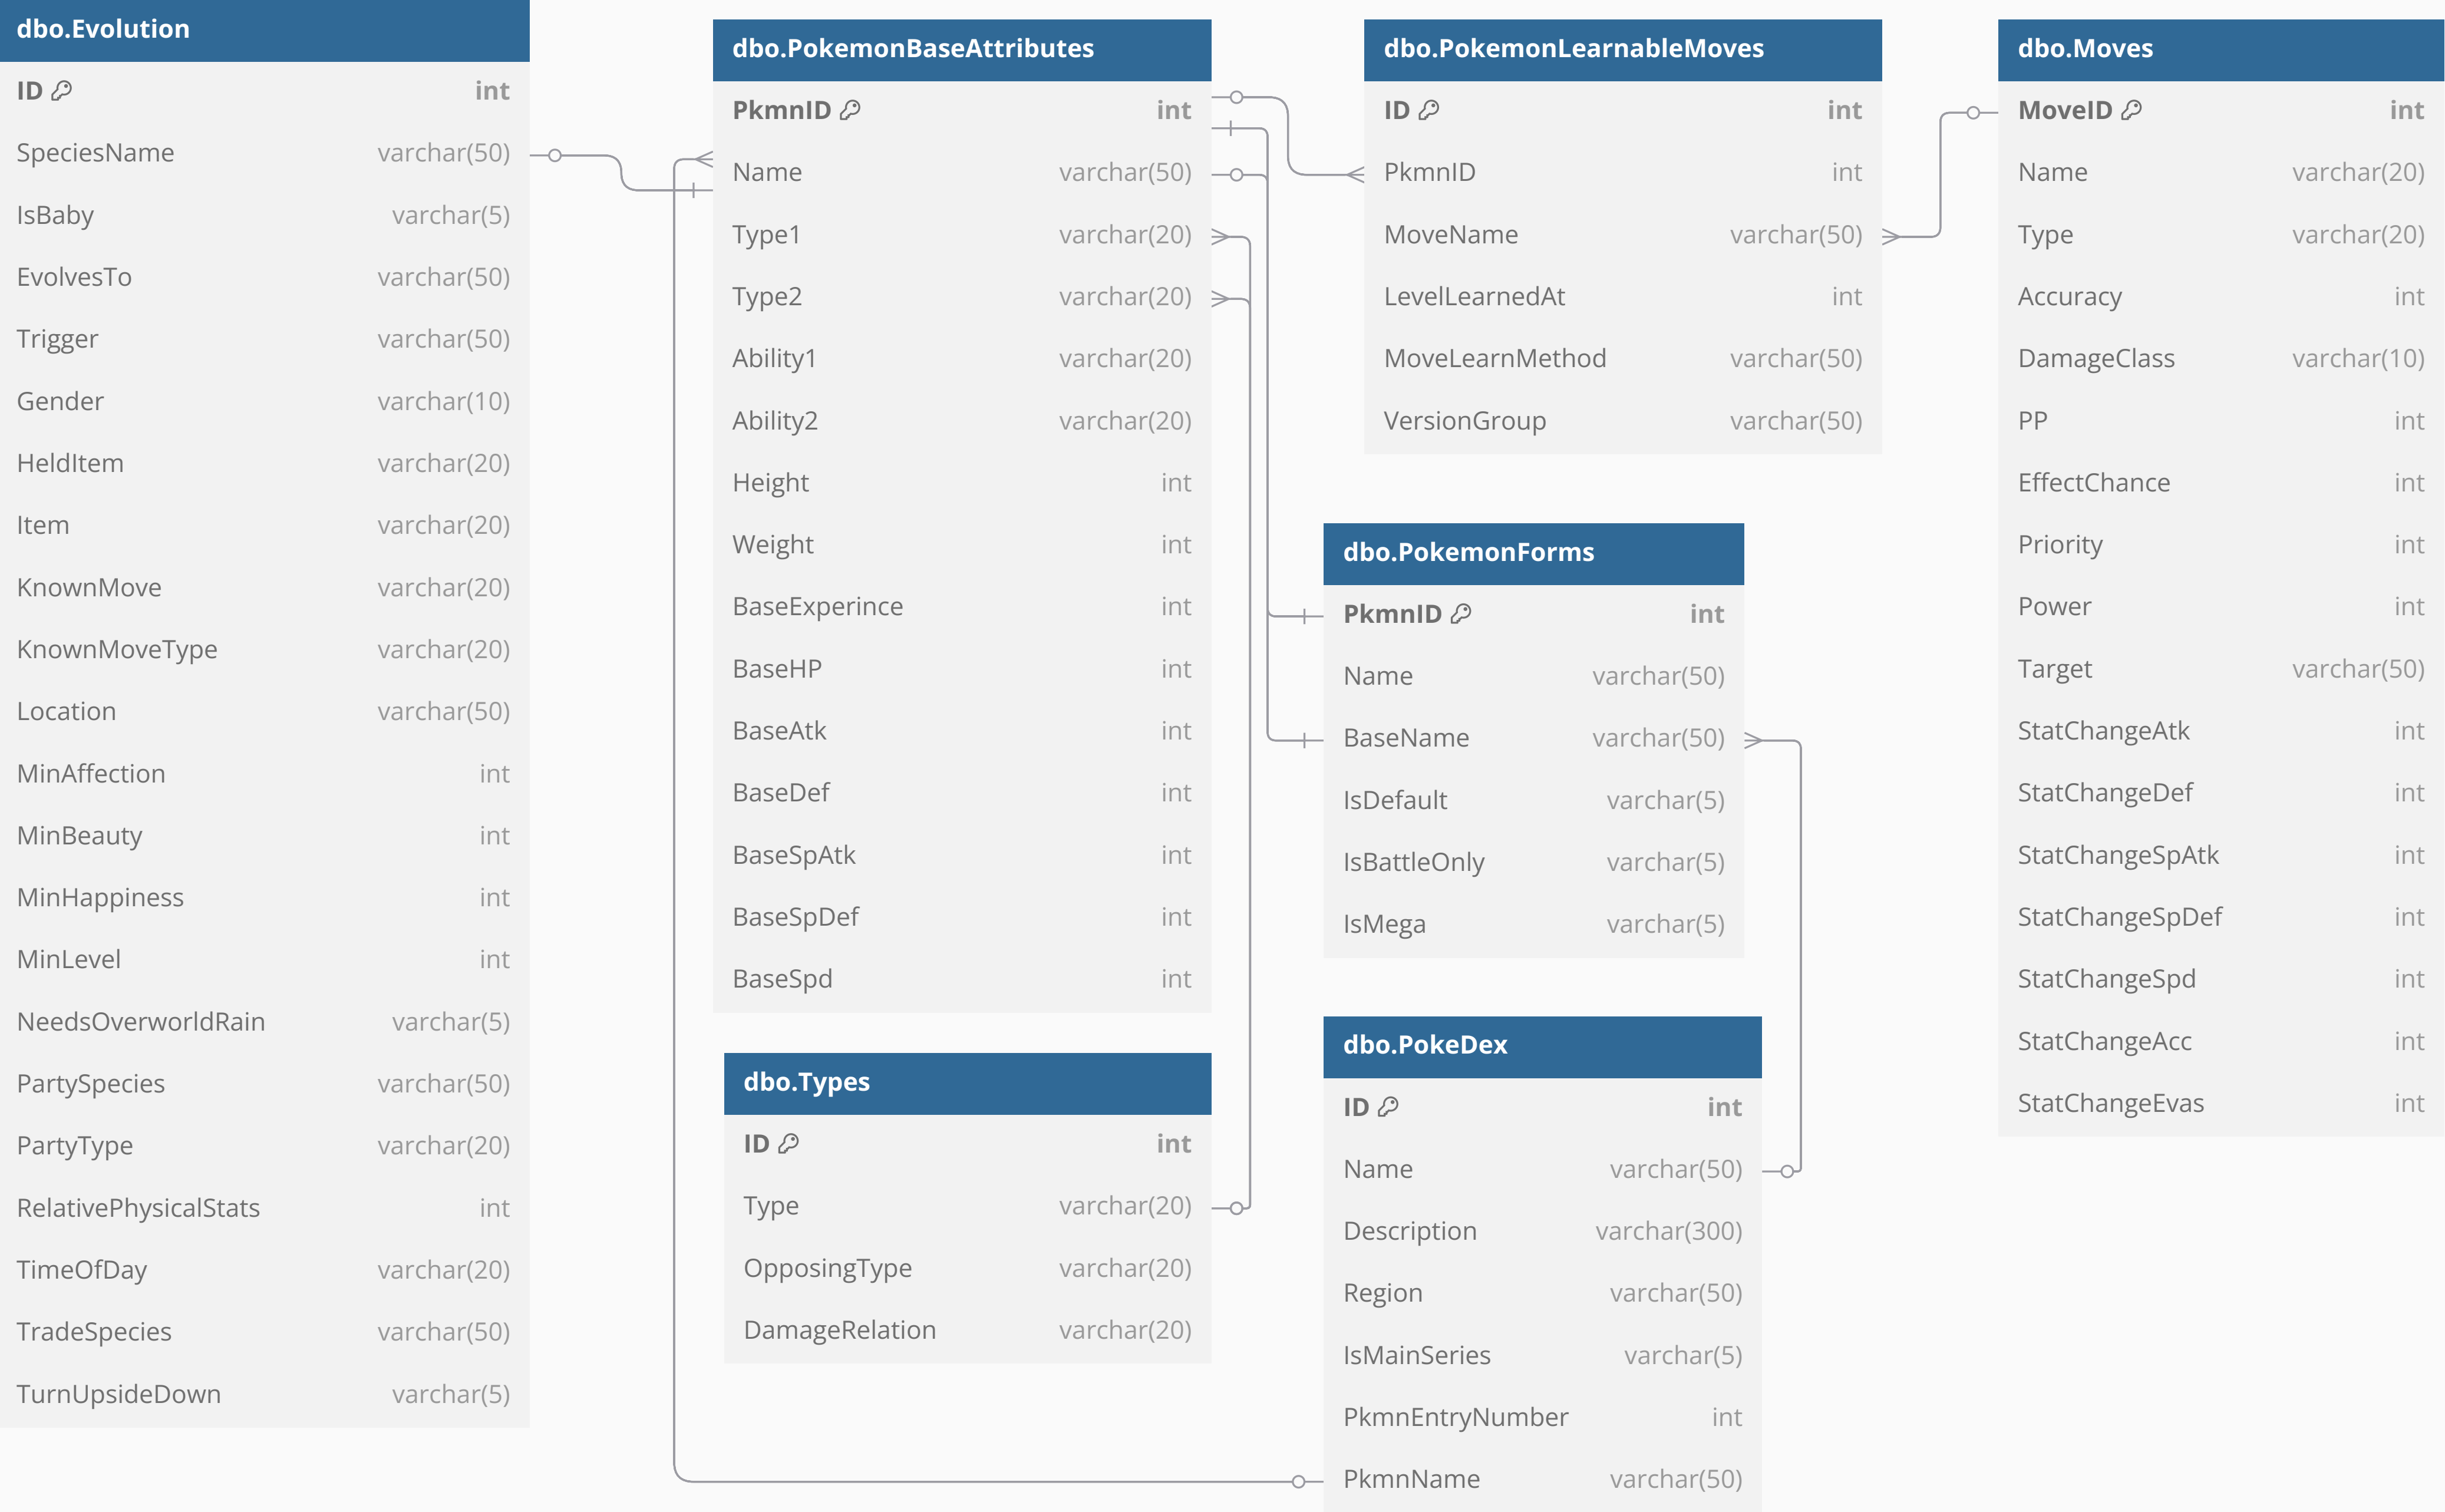 dbo.Evolution
ID int
SpeciesName varchar(50)
IsBaby varchar(5)
EvolvesTo varchar(50)
Trigger varchar(50)
Gender varchar(10)
HeldItem varchar(20)
Item varchar(20)
KnownMove varchar(20)
KnownMoveType varchar(20)
Location varchar(50)
MinAffection int
MinBeauty int
MinHappiness int
MinLevel int
NeedsOverworldRain varchar(5)
PartySpecies varchar(50)
PartyType varchar(20)
RelativePhysicalStats int
TimeOfDay varchar(20)
TradeSpecies varchar(50)
TurnUpsideDown varchar(5)
dbo.PokemonBaseAttributes
PkmnID int
Name varchar(50)
Type1 varchar(20)
Type2 varchar(20)
Ability1 varchar(20)
Ability2 varchar(20)
Height int
Weight int
BaseExperince int
BaseHP int
BaseAtk int
BaseDef int
BaseSpAtk int
BaseSpDef int
BaseSpd int
dbo.Types
ID int
Type varchar(20)
OpposingType varchar(20)
DamageRelation varchar(20)
dbo.PokemonLearnableMoves
ID int
PkmnID int
MoveName varchar(50)
LevelLearnedAt int
MoveLearnMethod varchar(50)
VersionGroup varchar(50)
dbo.PokemonForms
PkmnID int
Name varchar(50)
BaseName varchar(50)
IsDefault varchar(5)
IsBattleOnly varchar(5)
IsMega varchar(5)
dbo.PokeDex
ID int
Name varchar(50)
Description varchar(300)
Region varchar(50)
IsMainSeries varchar(5)
PkmnEntryNumber int
PkmnName varchar(50)
dbo.Moves
MoveID int
Name varchar(20)
Type varchar(20)
Accuracy int
DamageClass varchar(10)
PP int
EffectChance int
Priority int
Power int
Target varchar(50)
StatChangeAtk int
StatChangeDef int
StatChangeSpAtk int
StatChangeSpDef int
StatChangeSpd int
StatChangeAcc int
StatChangeEvas int